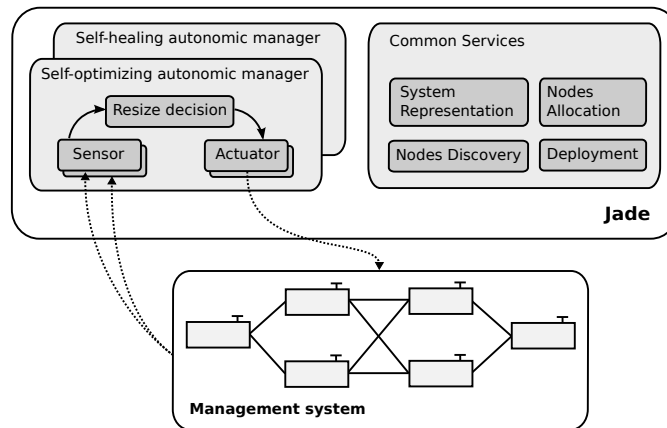 Self-healing autonomic manager
Self-optimizing autonomic manager
Resize decision
Sensor
Actuator
Common Services
System
Representation
Nodes
Allocation
Nodes Discovery
Deployment
Jade
Management system